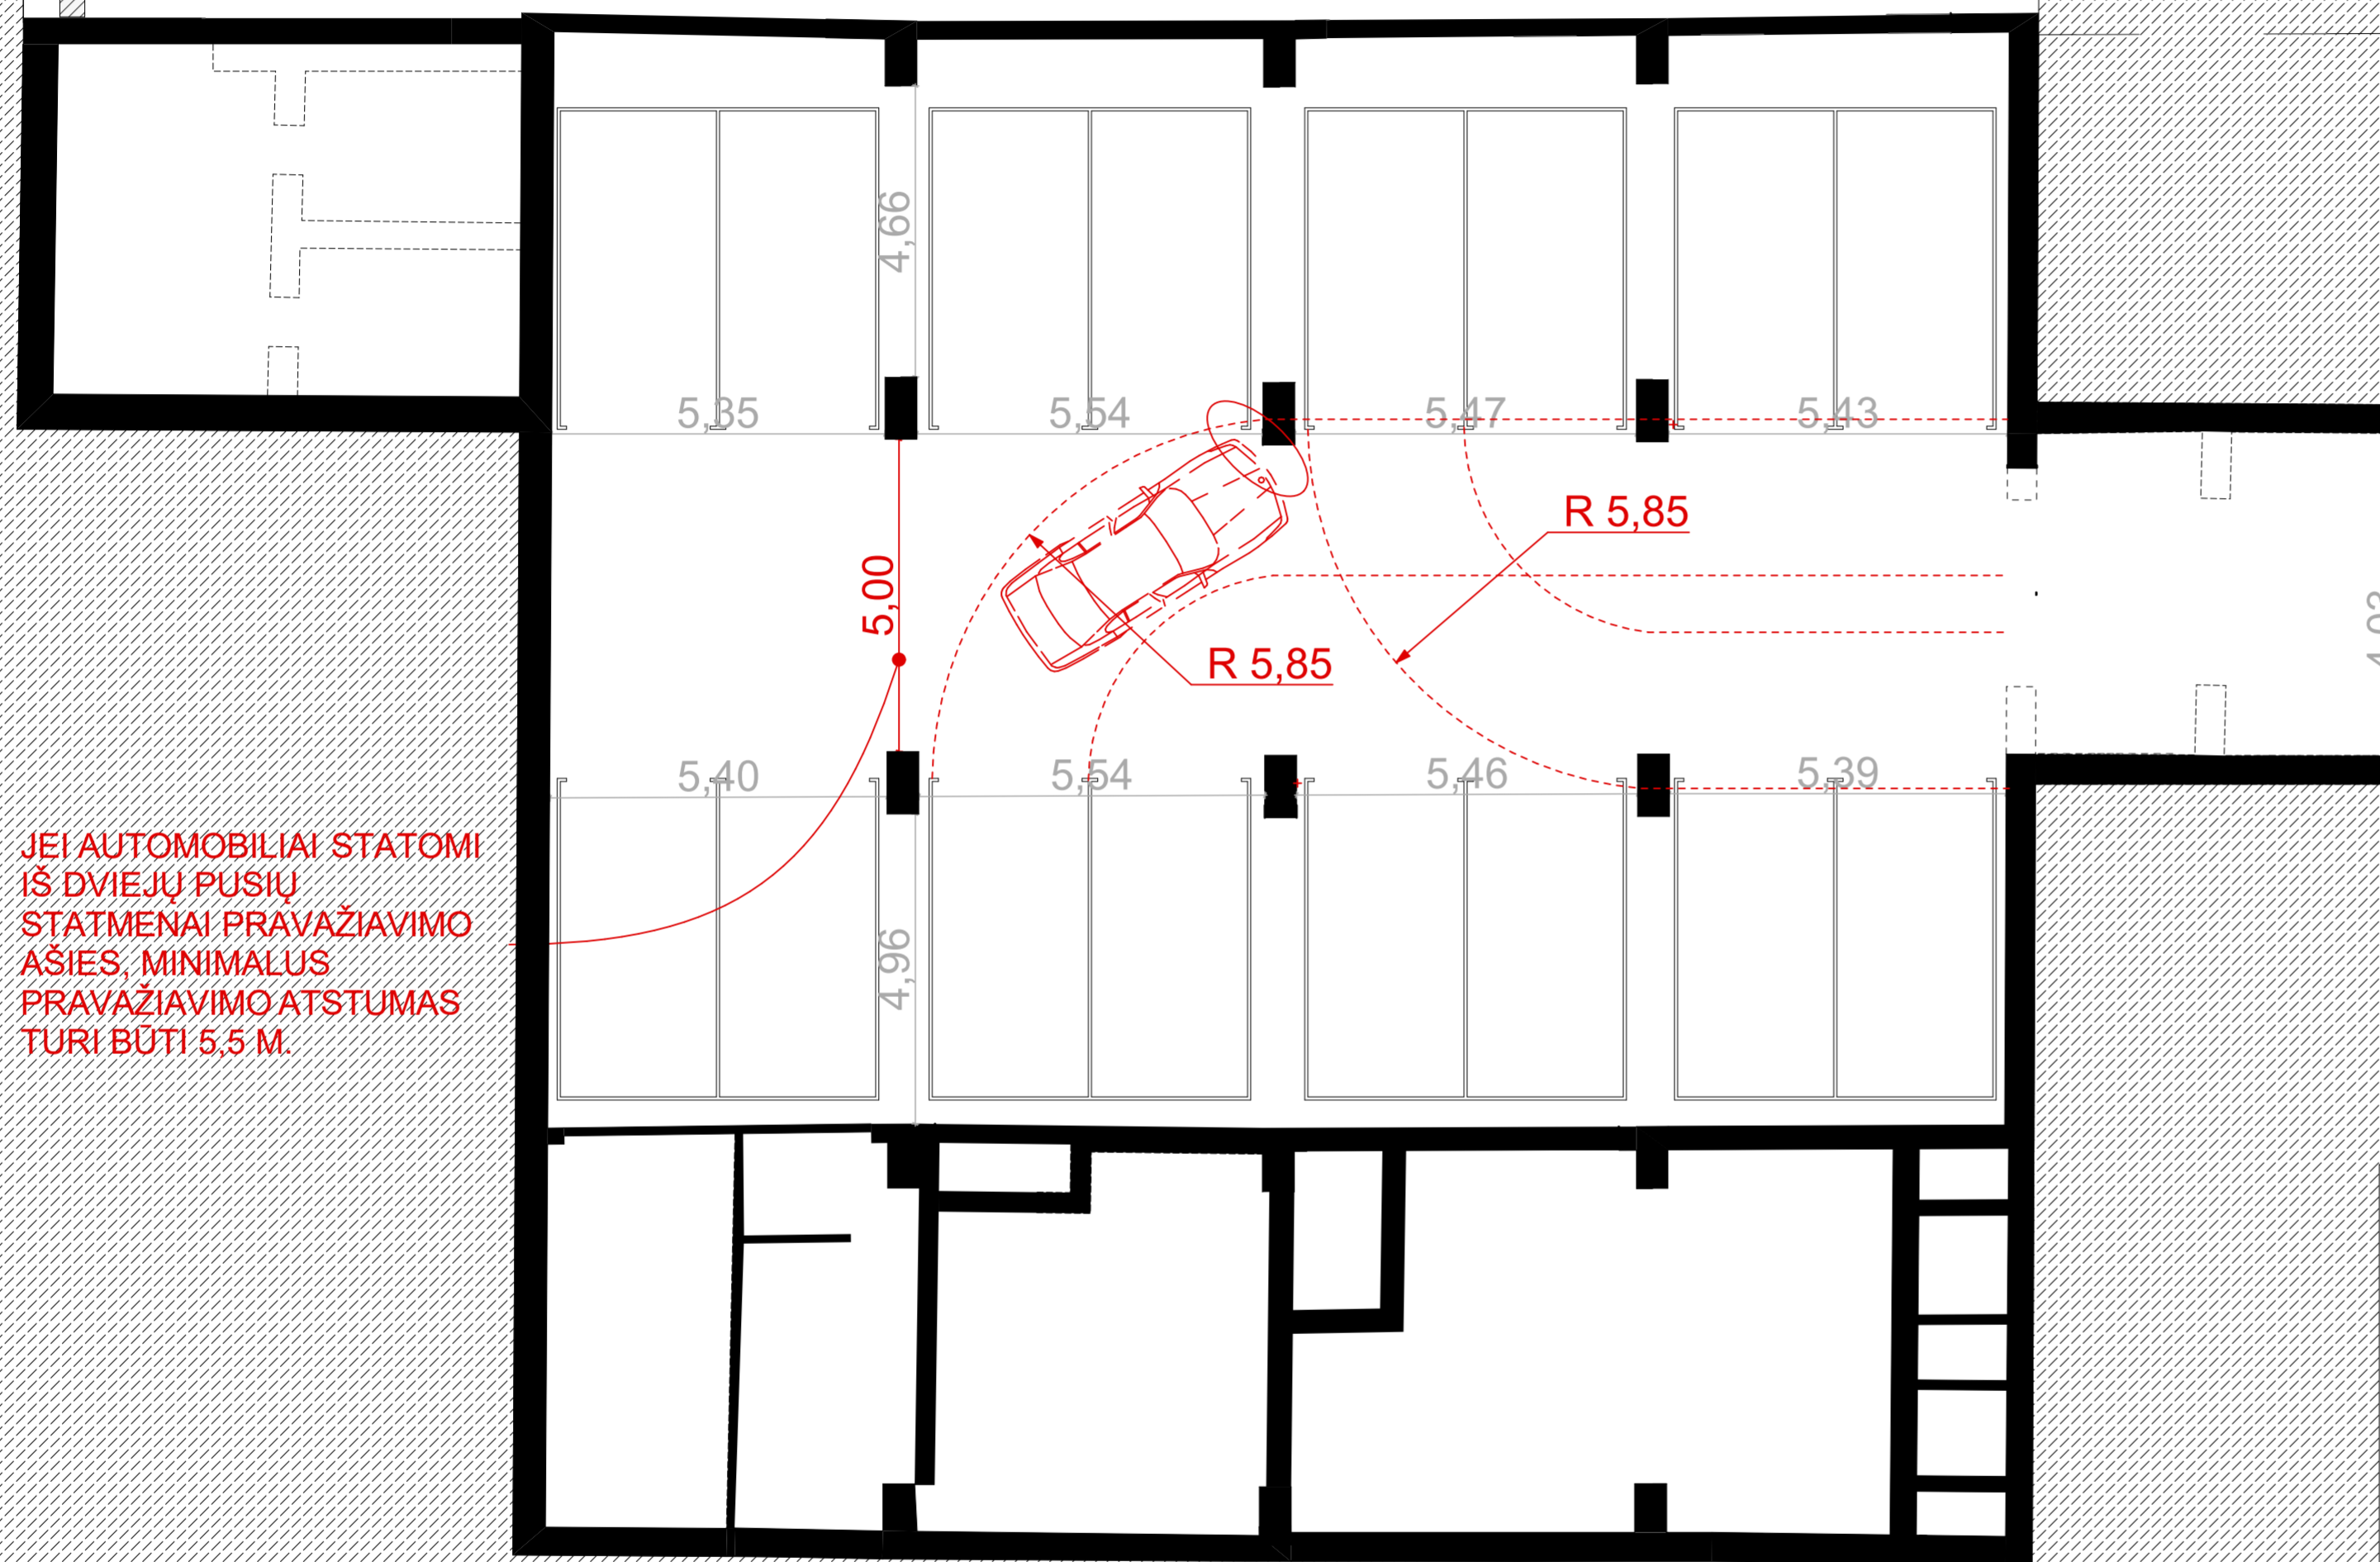 4,66
5,35
5,54
5,47
5,43
R 5,85
5,00
R 5,85
5,40
5,54
5,46
5,39
JEI AUTOMOBILIAI STATOMI
IŠ DVIEJŲ PUSIŲ
STATMENAI PRAVAŽIAVIMO
AŠIES, MINIMALUS
PRAVAŽIAVIMO ATSTUMAS
TURI BŪTI 5,5 M.
4,96